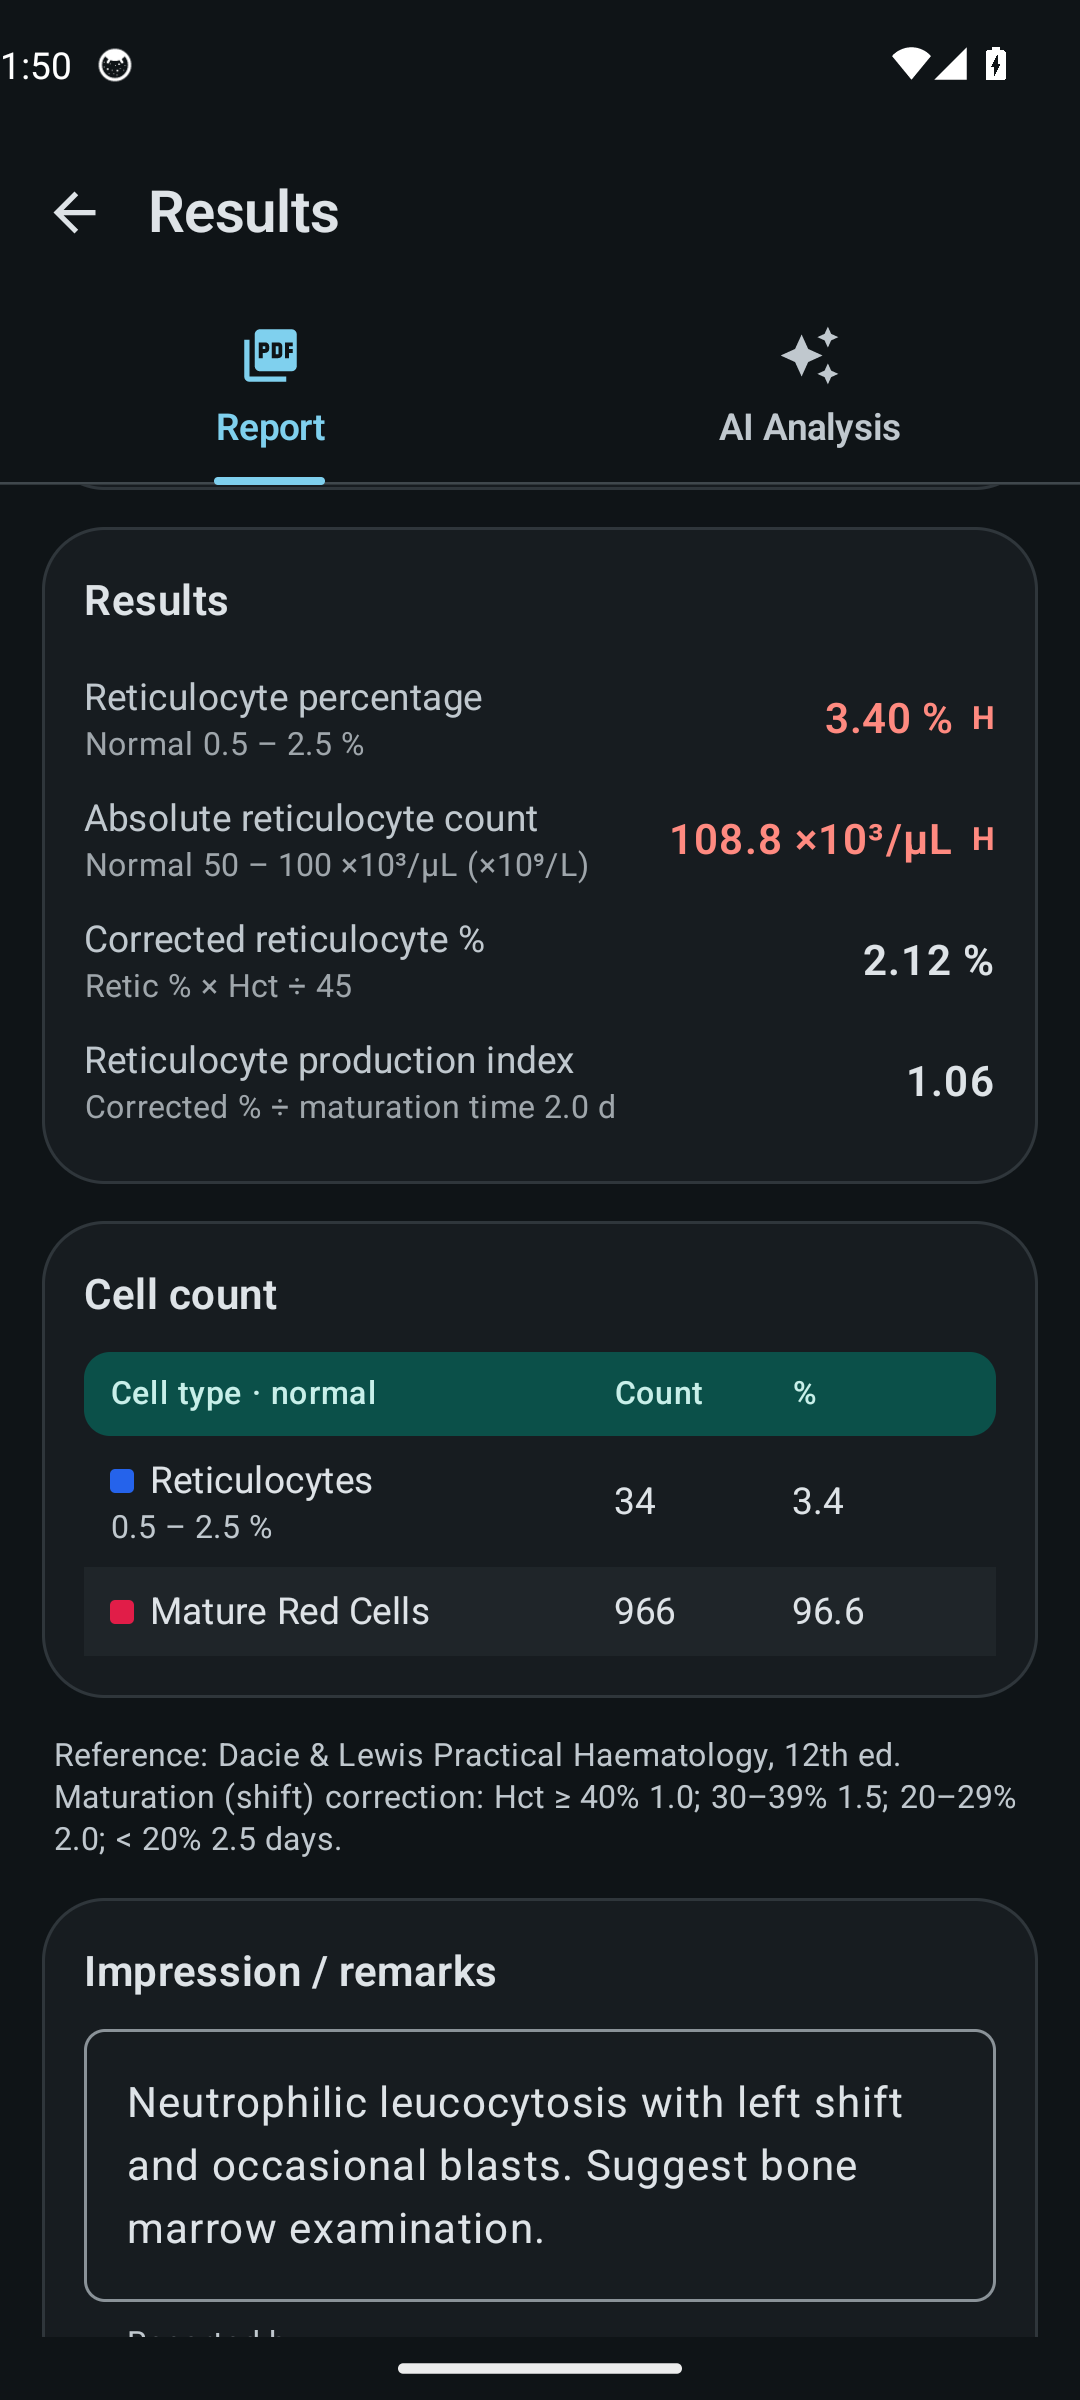 1:50
Results
PDF
Report
AI Analysis
Results
Reticulocyte percentage
Normal 0.5 – 2.5 %
3.40 % H
Absolute reticulocyte count
Normal 50 – 100 ×10³/µL (×10⁹/L)
108.8 ×10³/µL H
Corrected reticulocyte %
Retic % × Hct ÷ 45
2.12 %
Reticulocyte production index
Corrected % ÷ maturation time 2.0 d
1.06
Cell count
Cell type · normal Count %
Reticulocytes
0.5 – 2.5 %
34 3.4
Mature Red Cells 966 96.6
Reference: Dacie & Lewis Practical Haematology, 12th ed.
Maturation (shift) correction: Hct ≥ 40% 1.0; 30–39% 1.5; 20–29%
2.0; < 20% 2.5 days.
Impression / remarks
Neutrophilic leucocytosis with left shift
and occasional blasts. Suggest bone
marrow examination.